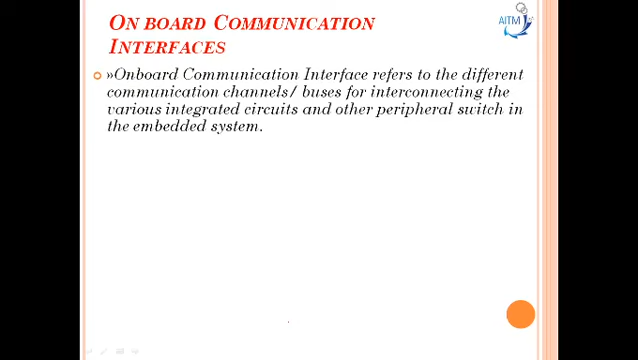 ON BOARD COMMUNICATION
INTERFACES
AITM
»Onboard Communication Interface refers to the different
communication channels/ buses for interconnecting the
various integrated circuits and other peripheral switch in
the embedded system.